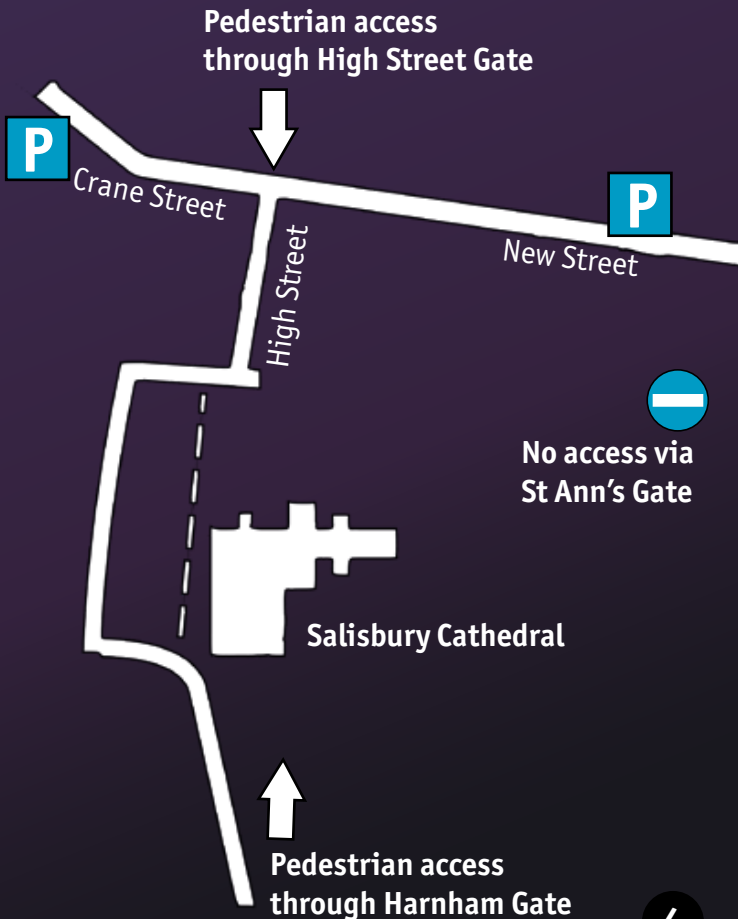 Pedestrian access
through High Street Gate
P
Crane Street
P
New Street
High Street
No access via
St Ann's Gate
Salisbury Cathedral
Pedestrian access
through Harnham Gate